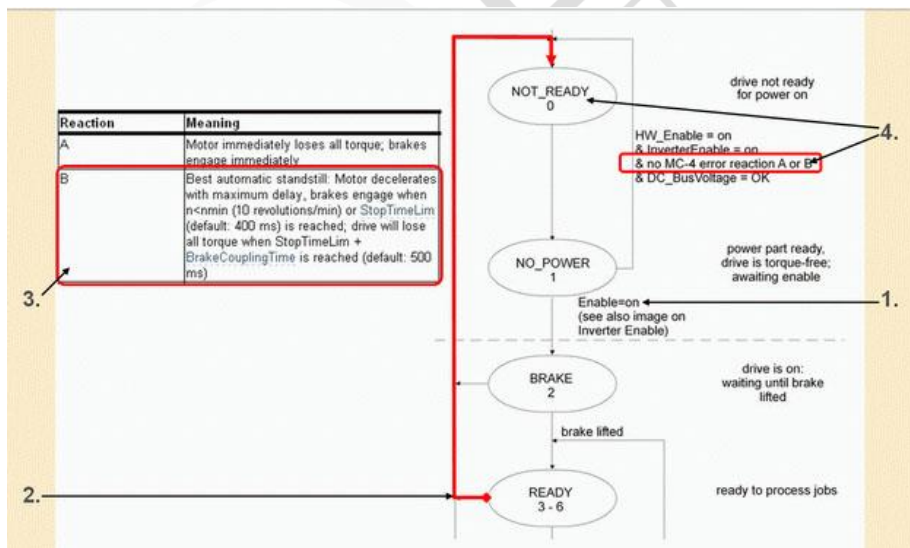 Reaction
Meaning
A
Motor immediately loses all torque; brakes
engage immediately
B
Best automatic standstill: Motor decelerates
with maximum delay, brakes engage when
n<nmin (10 revolutions/min) or StopTimeLim
(default: 400 ms) is reached; drive will lose
all torque when StopTimeLim +
BrakeCouplingTime is reached (default: 500
ms)
3.
2.
NOT_READY
0
drive not ready
for power on
4.
HW_Enable = on
& InverterEnable = on
& no MC-4 error reaction A or B
& DC_BusVoltage = OK
NO_POWER
1
power part ready,
drive is torque-free;
awaiting enable
Enable=on
(see also image on
Inverter Enable)
1.
BRAKE
2
drive is on:
waiting until brake
lifted
brake lifted
READY
3 - 6
ready to process jobs